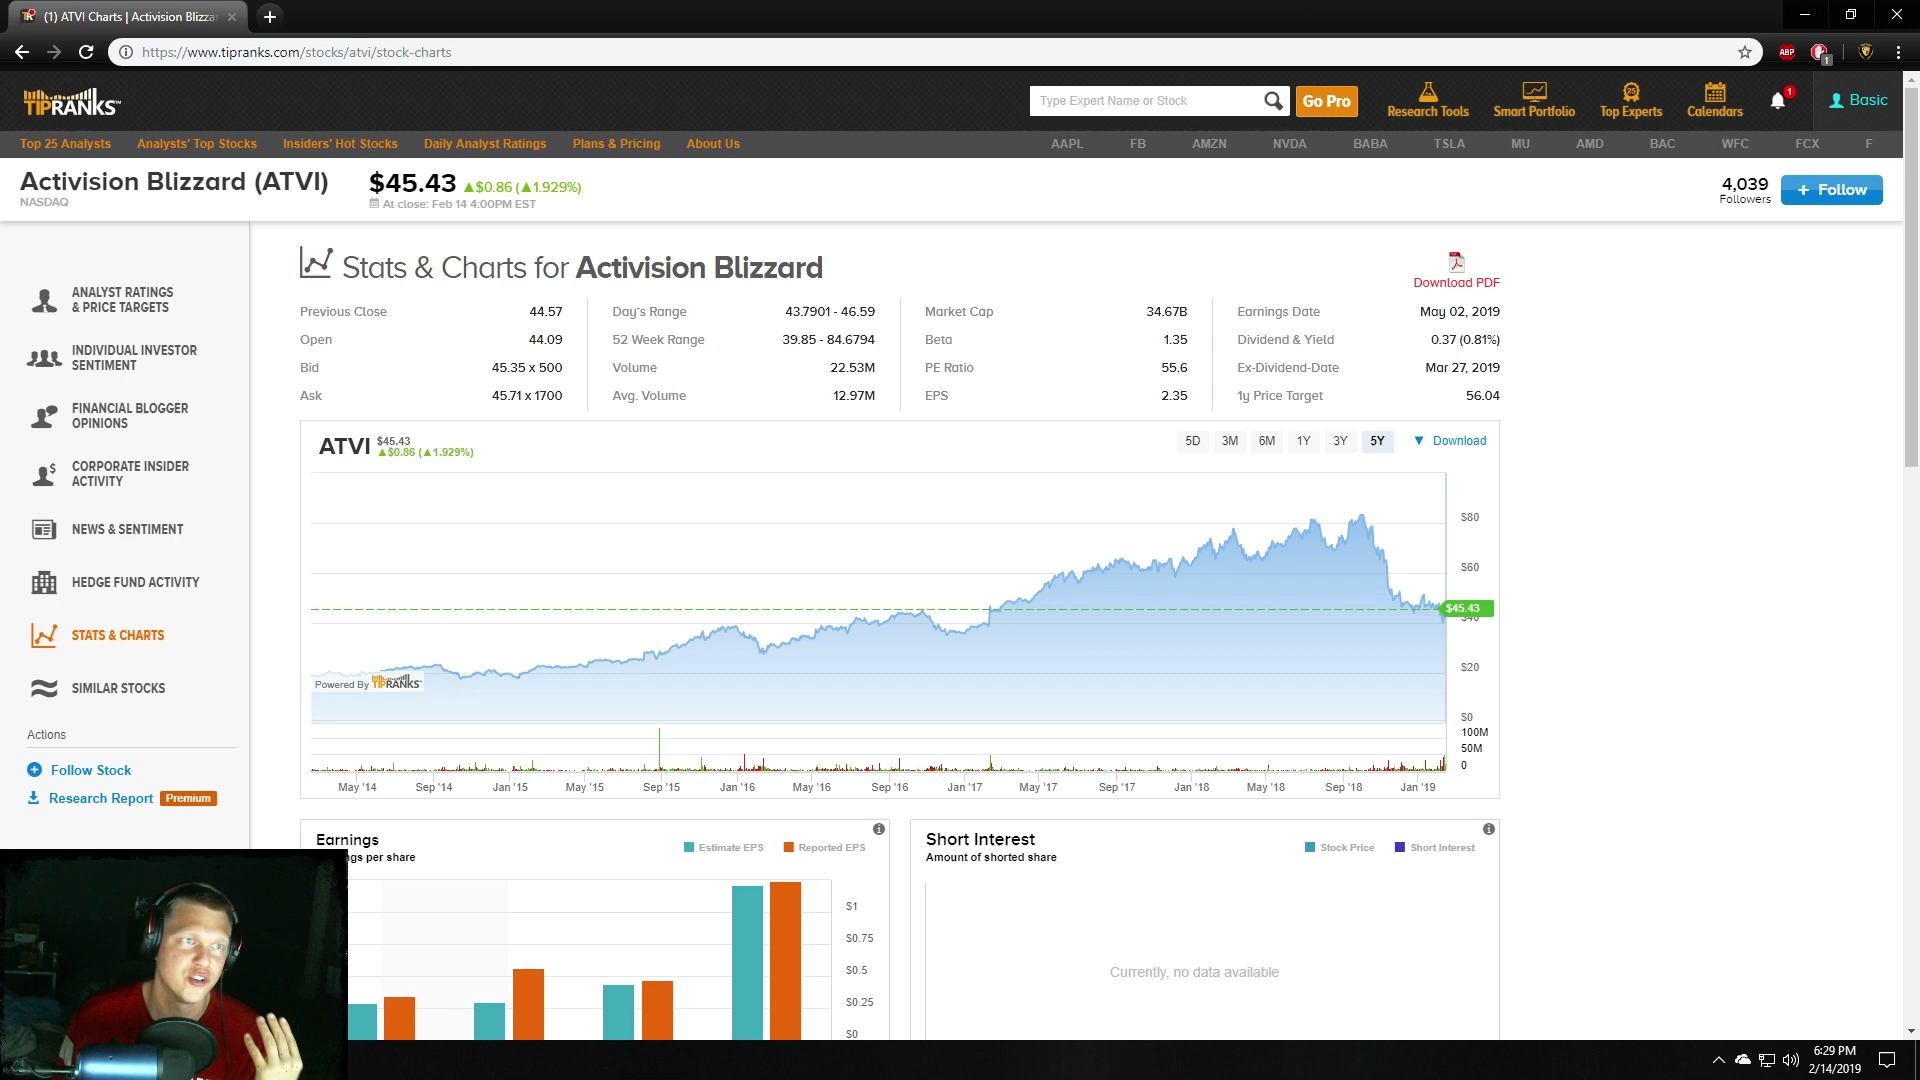 (1) ATVI Charts | Activision Blizzar
https://www.tipranks.com/stocks/atvi/stock-charts
ABP
1
TIPRANKS
Type Expert Name or Stock
Go Pro
Research Tools
Smart Portfolio
25
Top Experts
Calendars
1
Basic
Top 25 Analysts
Analysts' Top Stocks
Insiders' Hot Stocks
Daily Analyst Ratings
Plans & Pricing
About Us
AAPL FB AMZN NVDA BABA TSLA MU AMD BAC WFC FCX F
Activision Blizzard (ATVI)
NASDAQ
$45.43 ▲$0.86 (▲1.929%)
At close: Feb 14 4:00PM EST
4,039
Followers
+ Follow
ANALYST RATINGS
& PRICE TARGETS
INDIVIDUAL INVESTOR
SENTIMENT
FINANCIAL BLOGGER
OPINIONS
CORPORATE INSIDER
ACTIVITY
NEWS & SENTIMENT
HEDGE FUND ACTIVITY
STATS & CHARTS
SIMILAR STOCKS
Actions
Follow Stock
Research Report Premium
Stats & Charts for Activision Blizzard
Download PDF
Previous Close 44.57
Open 44.09
Bid 45.35 x 500
Ask 45.71 x 1700
Day's Range 43.7901 - 46.59
52 Week Range 39.85 - 84.6794
Volume 22.53M
Avg. Volume 12.97M
Market Cap 34.67B
Beta 1.35
PE Ratio 55.6
EPS 2.35
Earnings Date May 02, 2019
Dividend & Yield 0.37 (0.81%)
Ex-Dividend-Date Mar 27, 2019
1y Price Target 56.04
ATVI $45.43
▲$0.86 (▲1.929%)
5D 3M 6M 1Y 3Y 5Y ▼ Download
$80
$60
$45.43
$40
$20
$0
100M
50M
0
Powered By TIPRANKS
May '14 Sep '14 Jan '15 May '15 Sep '15 Jan '16 May '16 Sep '16 Jan '17 May '17 Sep '17 Jan '18 May '18 Sep '18 Jan '19
Earnings
ngs per share
Estimate EPS Reported EPS
$1
$0.75
$0.5
$0.25
$0
Short Interest
Amount of shorted share
Stock Price Short Interest
Currently, no data available
6:29 PM
2/14/2019